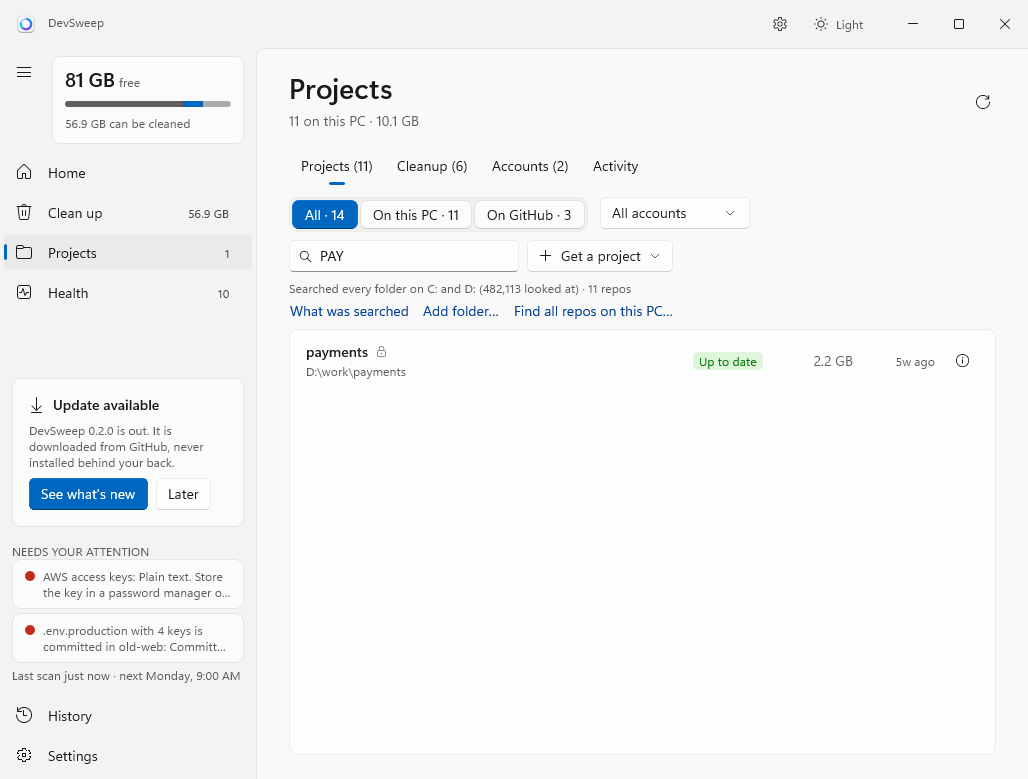 DevSweep
Light
81 GB free
56.9 GB can be cleaned
Home
Clean up 56.9 GB
Projects 1
Health 10
Update available
DevSweep 0.2.0 is out. It is
downloaded from GitHub, never
installed behind your back.
See what's new Later
NEEDS YOUR ATTENTION
AWS access keys: Plain text. Store
the key in a password manager o...
.env.production with 4 keys is
committed in old-web: Committ...
Last scan just now · next Monday, 9:00 AM
History
Settings
Projects
11 on this PC · 10.1 GB
Projects (11) Cleanup (6) Accounts (2) Activity
All · 14 On this PC · 11 On GitHub · 3 All accounts
PAY Get a project
Searched every folder on C: and D: (482,113 looked at) · 11 repos
What was searched Add folder... Find all repos on this PC...
payments Up to date 2.2 GB 5w ago
D:\work\payments